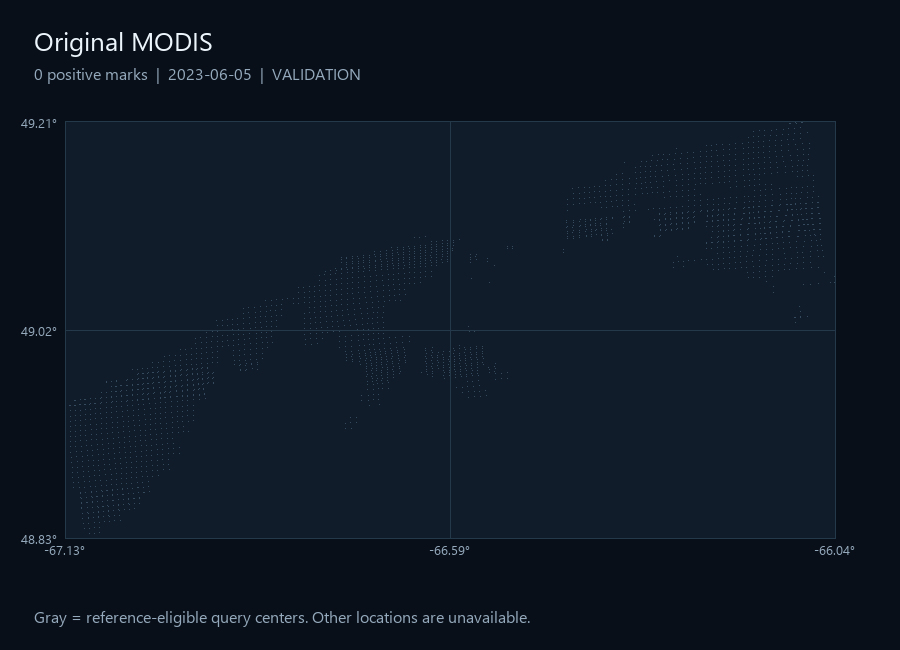 Original MODIS
0 positive marks | 2023-06-05 | VALIDATION
49.21°
49.02°
48.83°
-67.13°
-66.59°
-66.04°
Gray = reference-eligible query centers. Other locations are unavailable.